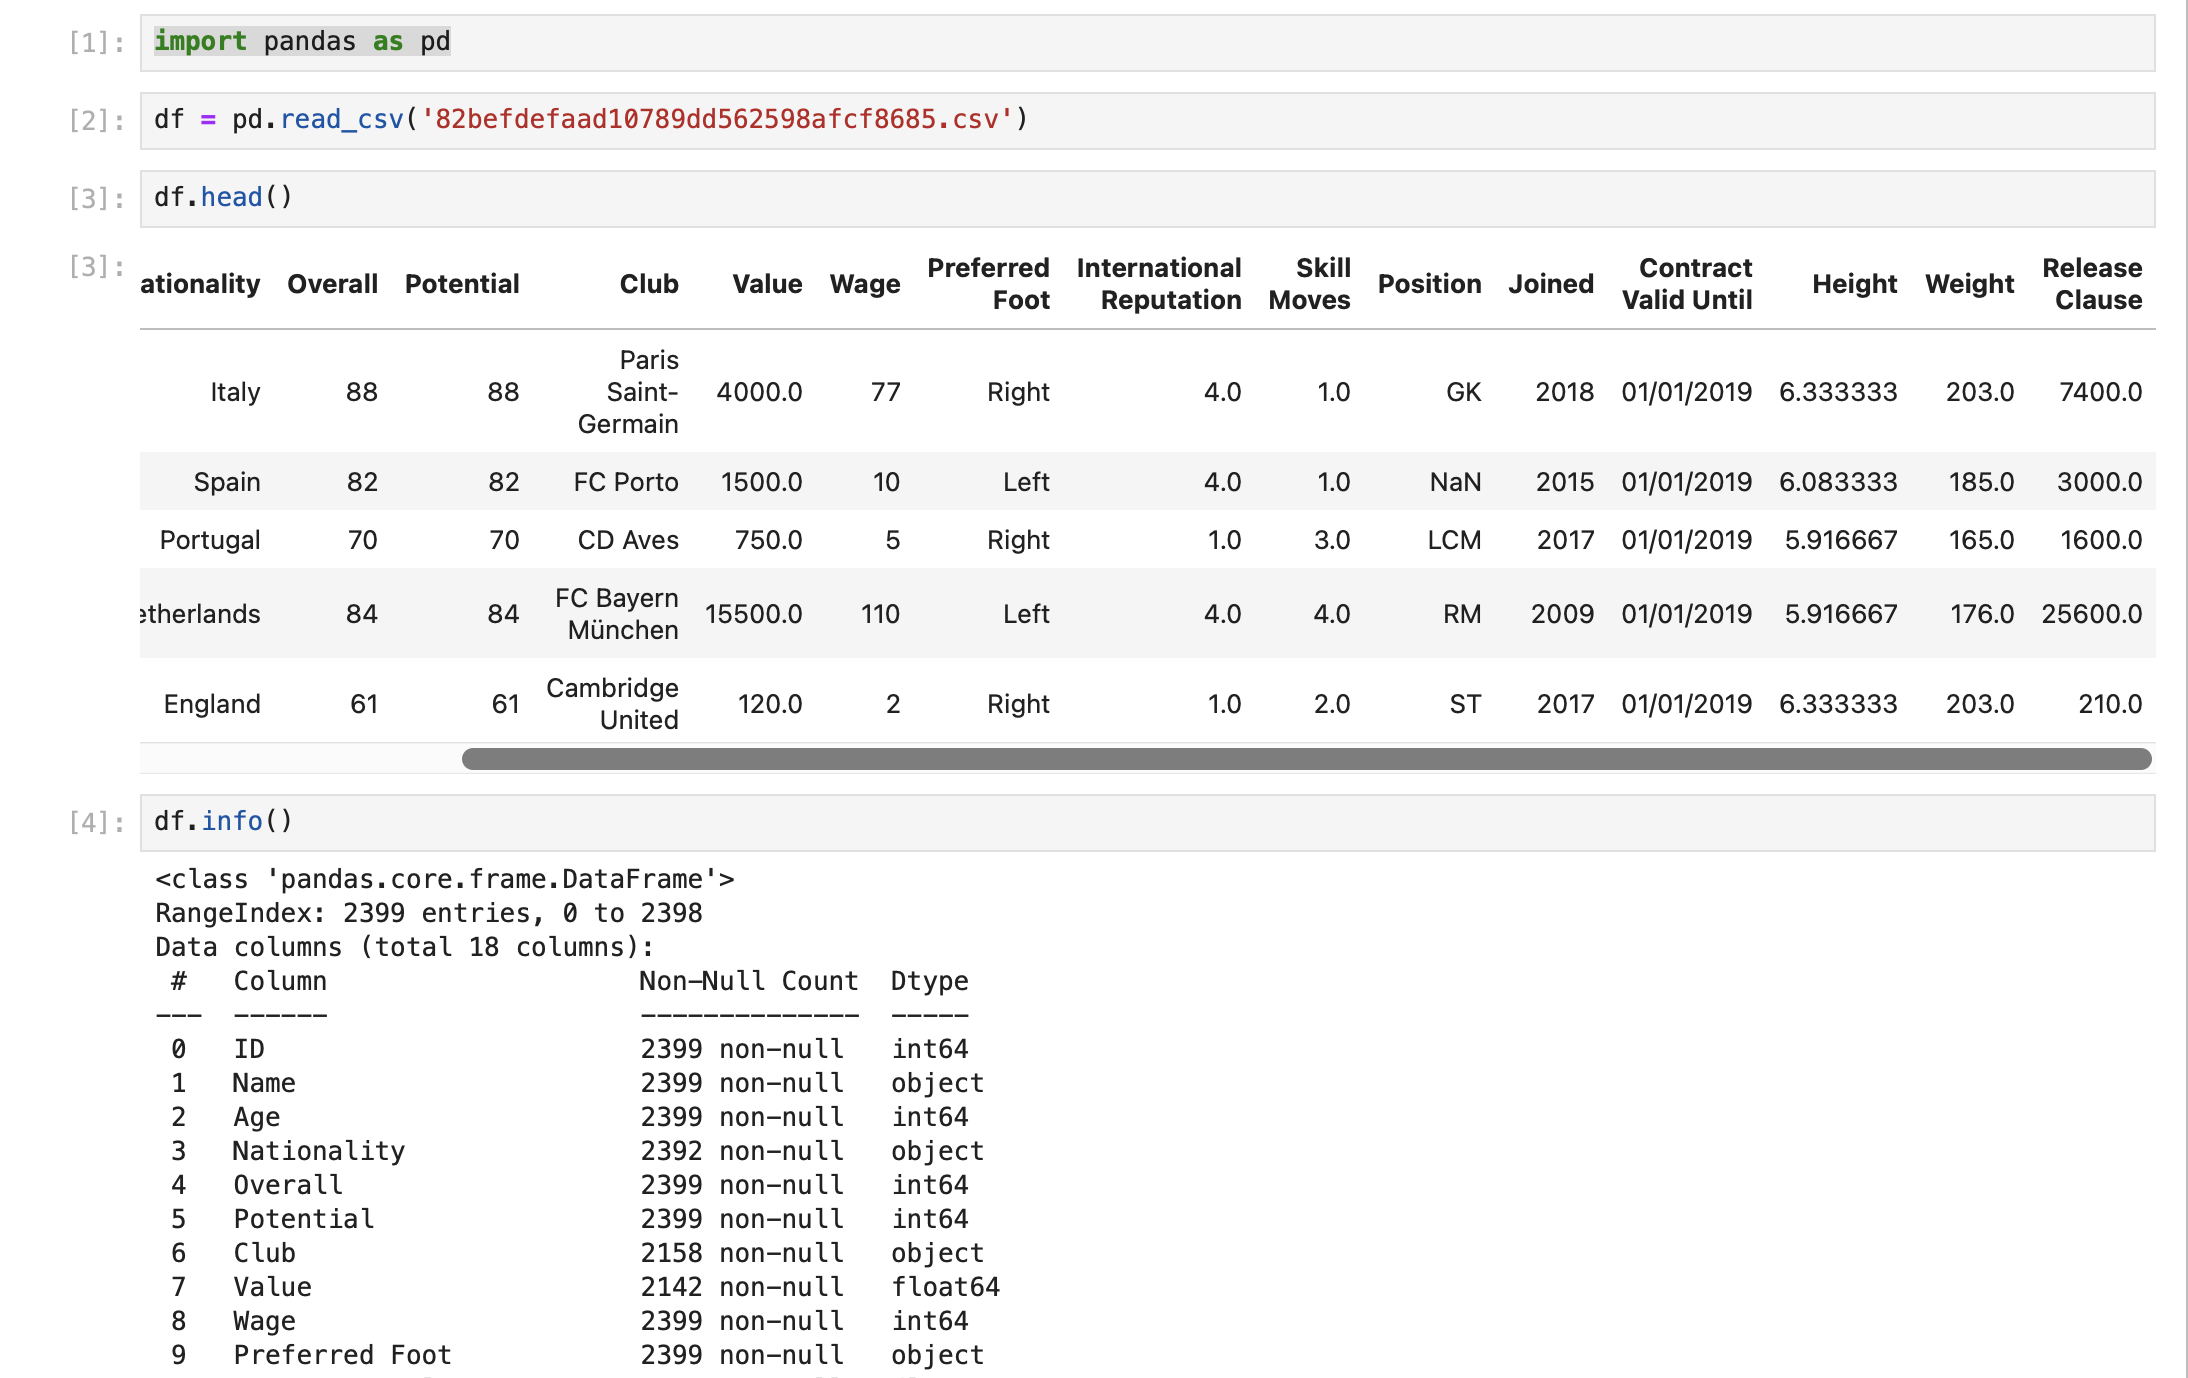 [1]: import pandas as pd
[2]: df = pd.read_csv('82befdefaad10789dd562598afcf8685.csv')
[3]: df.head()
[3]: ationality Overall Potential Club Value Wage Preferred Foot International Reputation Skill Moves Position Joined Contract Valid Until Height Weight Release Clause
Italy 88 88 Paris Saint-Germain 4000.0 77 Right 4.0 1.0 GK 2018 01/01/2019 6.333333 203.0 7400.0
Spain 82 82 FC Porto 1500.0 10 Left 4.0 1.0 NaN 2015 01/01/2019 6.083333 185.0 3000.0
Portugal 70 70 CD Aves 750.0 5 Right 1.0 3.0 LCM 2017 01/01/2019 5.916667 165.0 1600.0
etherlands 84 84 FC Bayern München 15500.0 110 Left 4.0 4.0 RM 2009 01/01/2019 5.916667 176.0 25600.0
England 61 61 Cambridge United 120.0 2 Right 1.0 2.0 ST 2017 01/01/2019 6.333333 203.0 210.0
[4]: df.info()
<class 'pandas.core.frame.DataFrame'>
RangeIndex: 2399 entries, 0 to 2398
Data columns (total 18 columns):
# Column Non-Null Count Dtype
--- ------ -------------- -----
0 ID 2399 non-null int64
1 Name 2399 non-null object
2 Age 2399 non-null int64
3 Nationality 2392 non-null object
4 Overall 2399 non-null int64
5 Potential 2399 non-null int64
6 Club 2158 non-null object
7 Value 2142 non-null float64
8 Wage 2399 non-null int64
9 Preferred Foot 2399 non-null object